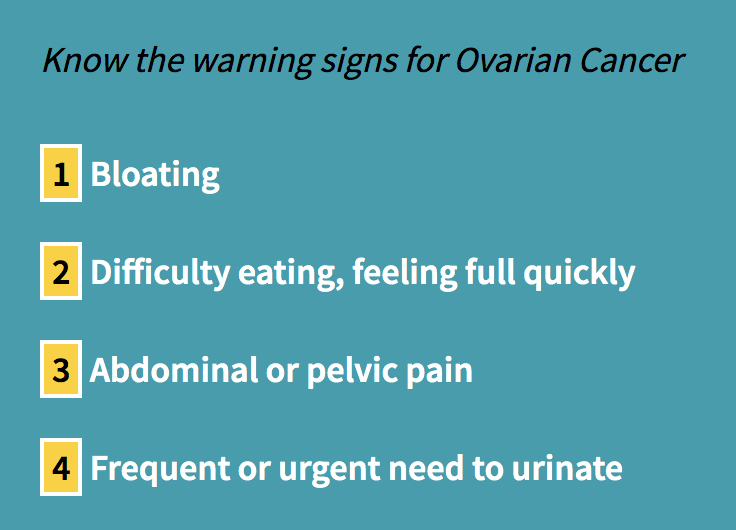 Know the warning signs for Ovarian Cancer
1 Bloating
2 Difficulty eating, feeling full quickly
3 Abdominal or pelvic pain
4 Frequent or urgent need to urinate